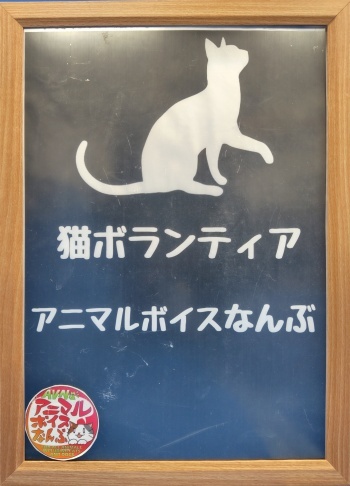 猫ボランティア
アニマルボイスなんぶ
アニマル
ボイス
なんぶ